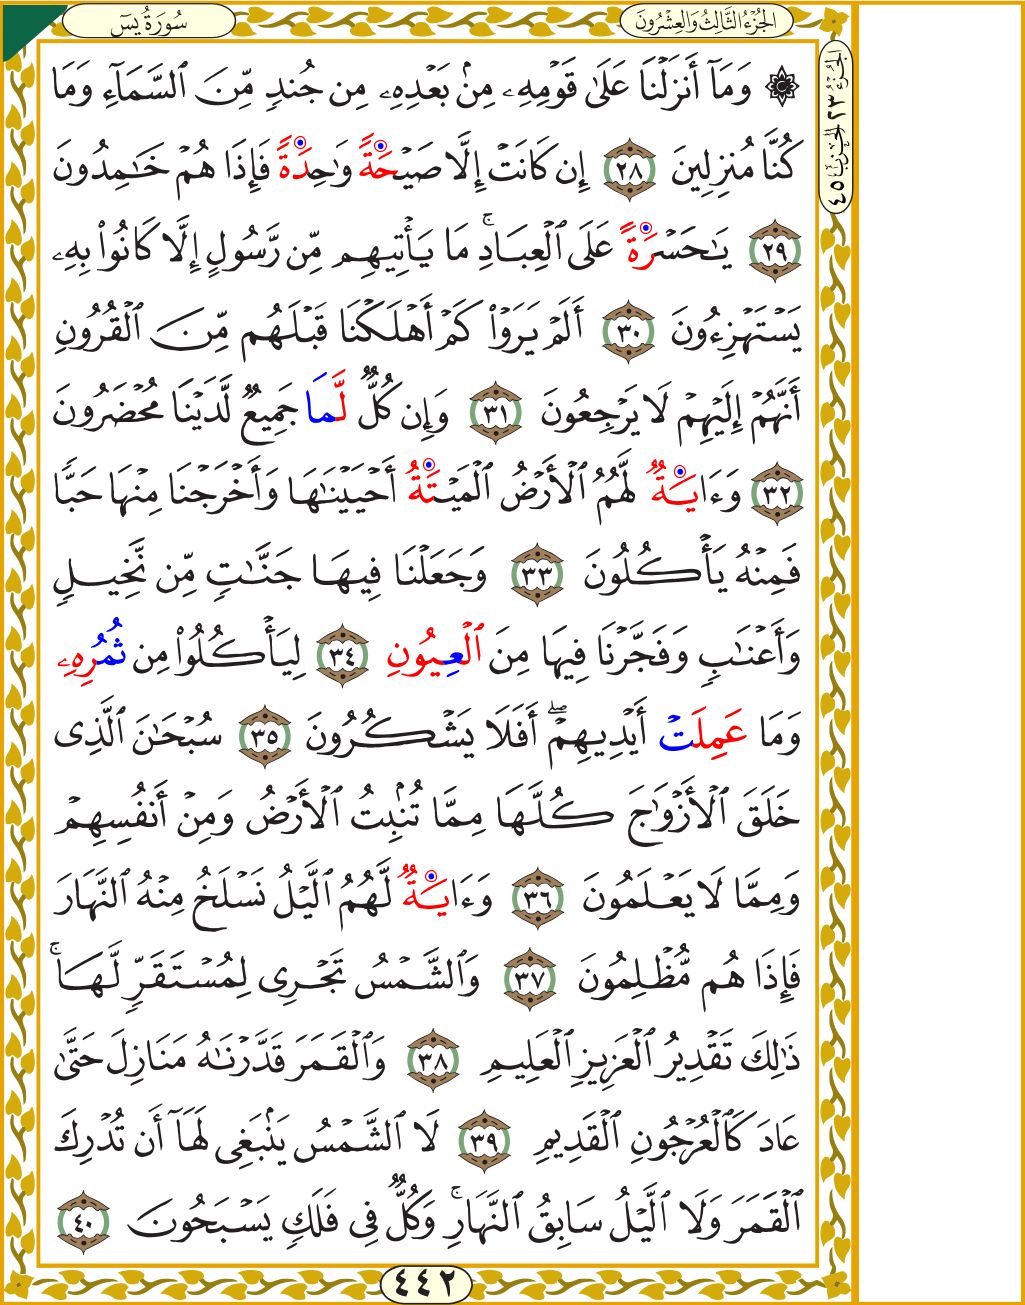 سُورَةُ يسٓ
الجُزْءُ الثَّالِثُ وَالعِشْرُونَ
الجُزْءُ ٢٣ الحِزْبُ ٤٥
۞ وَمَآ أَنزَلْنَا عَلَىٰ قَوْمِهِۦ مِنۢ بَعْدِهِۦ مِن جُندٍ مِّنَ ٱلسَّمَآءِ وَمَا
كُنَّا مُنزِلِينَ ٢٨ إِن كَانَتْ إِلَّا صَيْحَةً وَٰحِدَةً فَإِذَا هُمْ خَٰمِدُونَ
٢٩ يَٰحَسْرَةً عَلَى ٱلْعِبَادِۚ مَا يَأْتِيهِم مِّن رَّسُولٍ إِلَّا كَانُوا۟ بِهِۦ
يَسْتَهْزِءُونَ ٣٠ أَلَمْ يَرَوْا۟ كَمْ أَهْلَكْنَا قَبْلَهُم مِّنَ ٱلْقُرُونِ
أَنَّهُمْ إِلَيْهِمْ لَا يَرْجِعُونَ ٣١ وَإِن كُلٌّ لَّمَا جَمِيعٌ لَّدَيْنَا مُحْضَرُونَ
٣٢ وَءَايَةٌ لَّهُمُ ٱلْأَرْضُ ٱلْمَيْتَةُ أَحْيَيْنَٰهَا وَأَخْرَجْنَا مِنْهَا حَبًّا
فَمِنْهُ يَأْكُلُونَ ٣٣ وَجَعَلْنَا فِيهَا جَنَّٰتٍ مِّن نَّخِيلٍ
وَأَعْنَٰبٍ وَفَجَّرْنَا فِيهَا مِنَ ٱلْعِيُونِ ٣٤ لِيَأْكُلُوا۟ مِن ثُمُرِهِۦ
وَمَا عَمِلَتْ أَيْدِيهِمْۖ أَفَلَا يَشْكُرُونَ ٣٥ سُبْحَٰنَ ٱلَّذِى
خَلَقَ ٱلْأَزْوَٰجَ كُلَّهَا مِمَّا تُنۢبِتُ ٱلْأَرْضُ وَمِنْ أَنفُسِهِمْ
وَمِمَّا لَا يَعْلَمُونَ ٣٦ وَءَايَةٌ لَّهُمُ ٱلَّيْلُ نَسْلَخُ مِنْهُ ٱلنَّهَارَ
فَإِذَا هُم مُّظْلِمُونَ ٣٧ وَٱلشَّمْسُ تَجْرِى لِمُسْتَقَرٍّ لَّهَاۚ
ذَٰلِكَ تَقْدِيرُ ٱلْعَزِيزِ ٱلْعَلِيمِ ٣٨ وَٱلْقَمَرَ قَدَّرْنَٰهُ مَنَازِلَ حَتَّىٰ
عَادَ كَٱلْعُرْجُونِ ٱلْقَدِيمِ ٣٩ لَا ٱلشَّمْسُ يَنۢبَغِى لَهَآ أَن تُدْرِكَ
ٱلْقَمَرَ وَلَا ٱلَّيْلُ سَابِقُ ٱلنَّهَارِۚ وَكُلٌّ فِى فَلَكٍ يَسْبَحُونَ ٤٠
٤٤٢